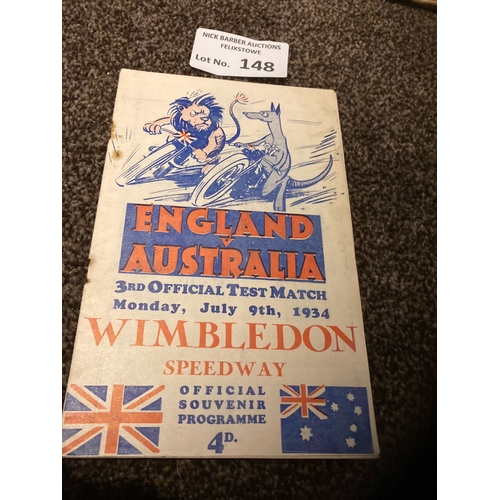 NICK BARBER AUCTIONS
FELIXSTOWE
Lot No. 148
ENGLAND
V
AUSTRALIA
3RD OFFICIAL TEST MATCH
Monday, July 9th, 1934
WIMBLEDON
SPEEDWAY
OFFICIAL
SOUVENIR
PROGRAMME
4D.